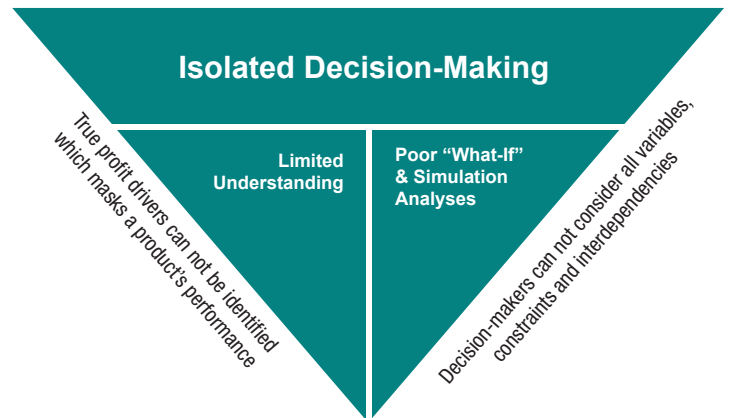 Isolated Decision-Making
Limited
Understanding
Poor “What-If”
& Simulation
Analyses
True profit drivers can not be identified
which masks a product’s performance
Decision-makers can not consider all variables,
constraints and interdependencies